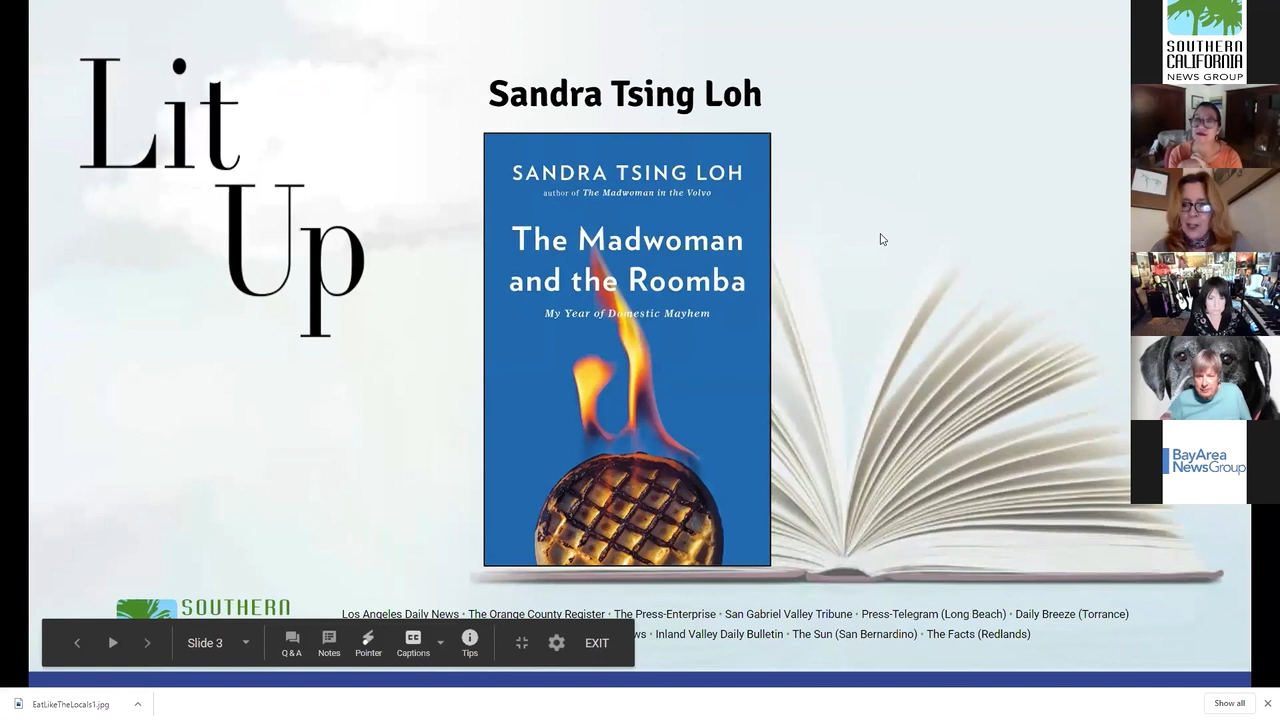 Lit
Up
Sandra Tsing Loh
SANDRA TSING LOH
author of The Madwoman in the Volvo
The Madwoman
and the Roomba
My Year of Domestic Mayhem
SOUTHERN
CALIFORNIA
NEWS GROUP
BayArea
NewsGroup
SOUTHERN
Los Angeles Daily News • The Orange County Register • The Press-Enterprise • San Gabriel Valley Tribune • Press-Telegram (Long Beach) • Daily Breeze (Torrance)
• Inland Valley Daily Bulletin • The Sun (San Bernardino) • The Facts (Redlands)
Slide 3
Q & A
Notes
Pointer
CC
Captions
Tips
EXIT
EatLikeTheLocals1.jpg
Show all